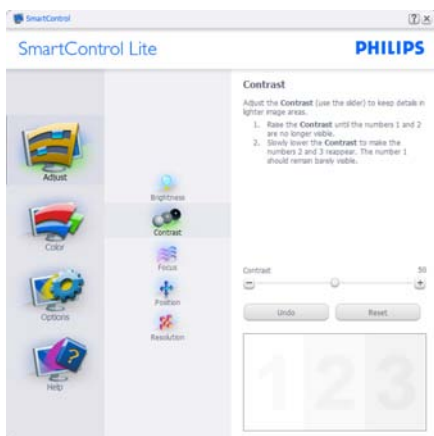 SmartControl
SmartControl Lite
PHILIPS
Adjust
Color
Options
Help
Brightness
Contrast
Focus
Position
Resolution
Contrast
Adjust the Contrast (use the slider) to keep details in
lighter image areas.
1. Raise the Contrast until the numbers 1 and 2
are no longer visible.
2. Slowly lower the Contrast to make the
numbers 2 and 3 reappear. The number 1
should remain barely visible.
Contrast 50
Undo Reset
1 2 3